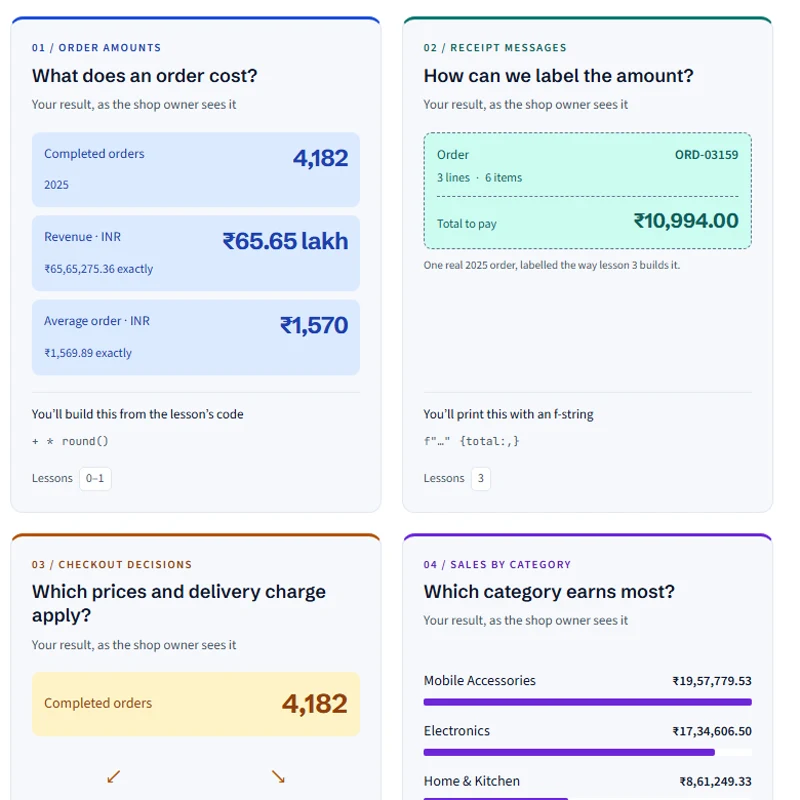 01 / ORDER AMOUNTS
What does an order cost?
Your result, as the shop owner sees it
Completed orders
4,182
2025
Revenue · INR
₹65.65 lakh
₹65,65,275.36 exactly
Average order · INR
₹1,570
₹1,569.89 exactly
You’ll build this from the lesson’s code
+ * round()
Lessons 0–1
02 / RECEIPT MESSAGES
How can we label the amount?
Your result, as the shop owner sees it
Order ORD-03159
3 lines · 6 items
Total to pay ₹10,994.00
One real 2025 order, labelled the way lesson 3 builds it.
You’ll print this with an f-string
f"…" {total:,}
Lessons 3
03 / CHECKOUT DECISIONS
Which prices and delivery charge
apply?
Your result, as the shop owner sees it
Completed orders 4,182
↙ ↘
04 / SALES BY CATEGORY
Which category earns most?
Your result, as the shop owner sees it
Mobile Accessories ₹19,57,779.53
Electronics ₹17,34,606.50
Home & Kitchen ₹8,61,249.33